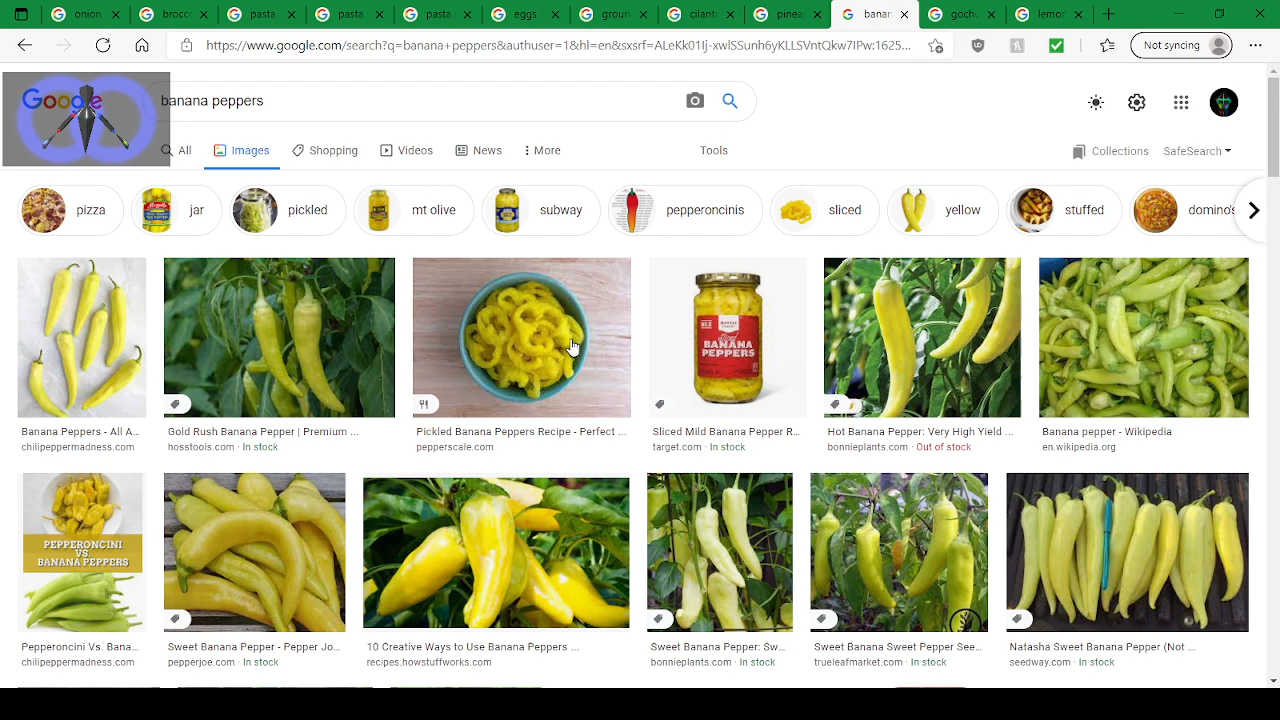 onion
brocc
pasta
pasta
pasta
eggs
groun
cilant
pinea
banan
gochu
lemon
https://www.google.com/search?q=banana+peppers&authuser=1&hl=en&sxsrf=ALeKk01Ij-xwlSSunh6yKLLSVntQkw7IPw:1625...
Not syncing
Google
banana peppers
All
Images
Shopping
Videos
News
More
Tools
Collections
SafeSearch
pizza
jar
pickled
mt olive
subway
pepperoncinis
sliced
yellow
stuffed
domino's
BANANA
PEPPERS
Banana Peppers - All A...
Gold Rush Banana Pepper | Premium ...
Pickled Banana Peppers Recipe - Perfect ...
Sliced Mild Banana Pepper R...
Hot Banana Pepper: Very High Yield ...
Banana pepper - Wikipedia
chilipeppermadness.com
hosstools.com · In stock
pepperscale.com
target.com · In stock
bonnieplants.com · Out of stock
en.wikipedia.org
PEPPERONCINI
VS.
BANANA PEPPERS
Pepperoncini Vs. Bana...
Sweet Banana Pepper - Pepper Jo...
10 Creative Ways to Use Banana Peppers ...
Sweet Banana Pepper: Sw...
Sweet Banana Sweet Pepper See...
Natasha Sweet Banana Pepper (Not ...
chilipeppermadness.com
pepperjoe.com · In stock
recipes.howstuffworks.com
bonnieplants.com · In stock
trueleafmarket.com · In stock
seedway.com · In stock